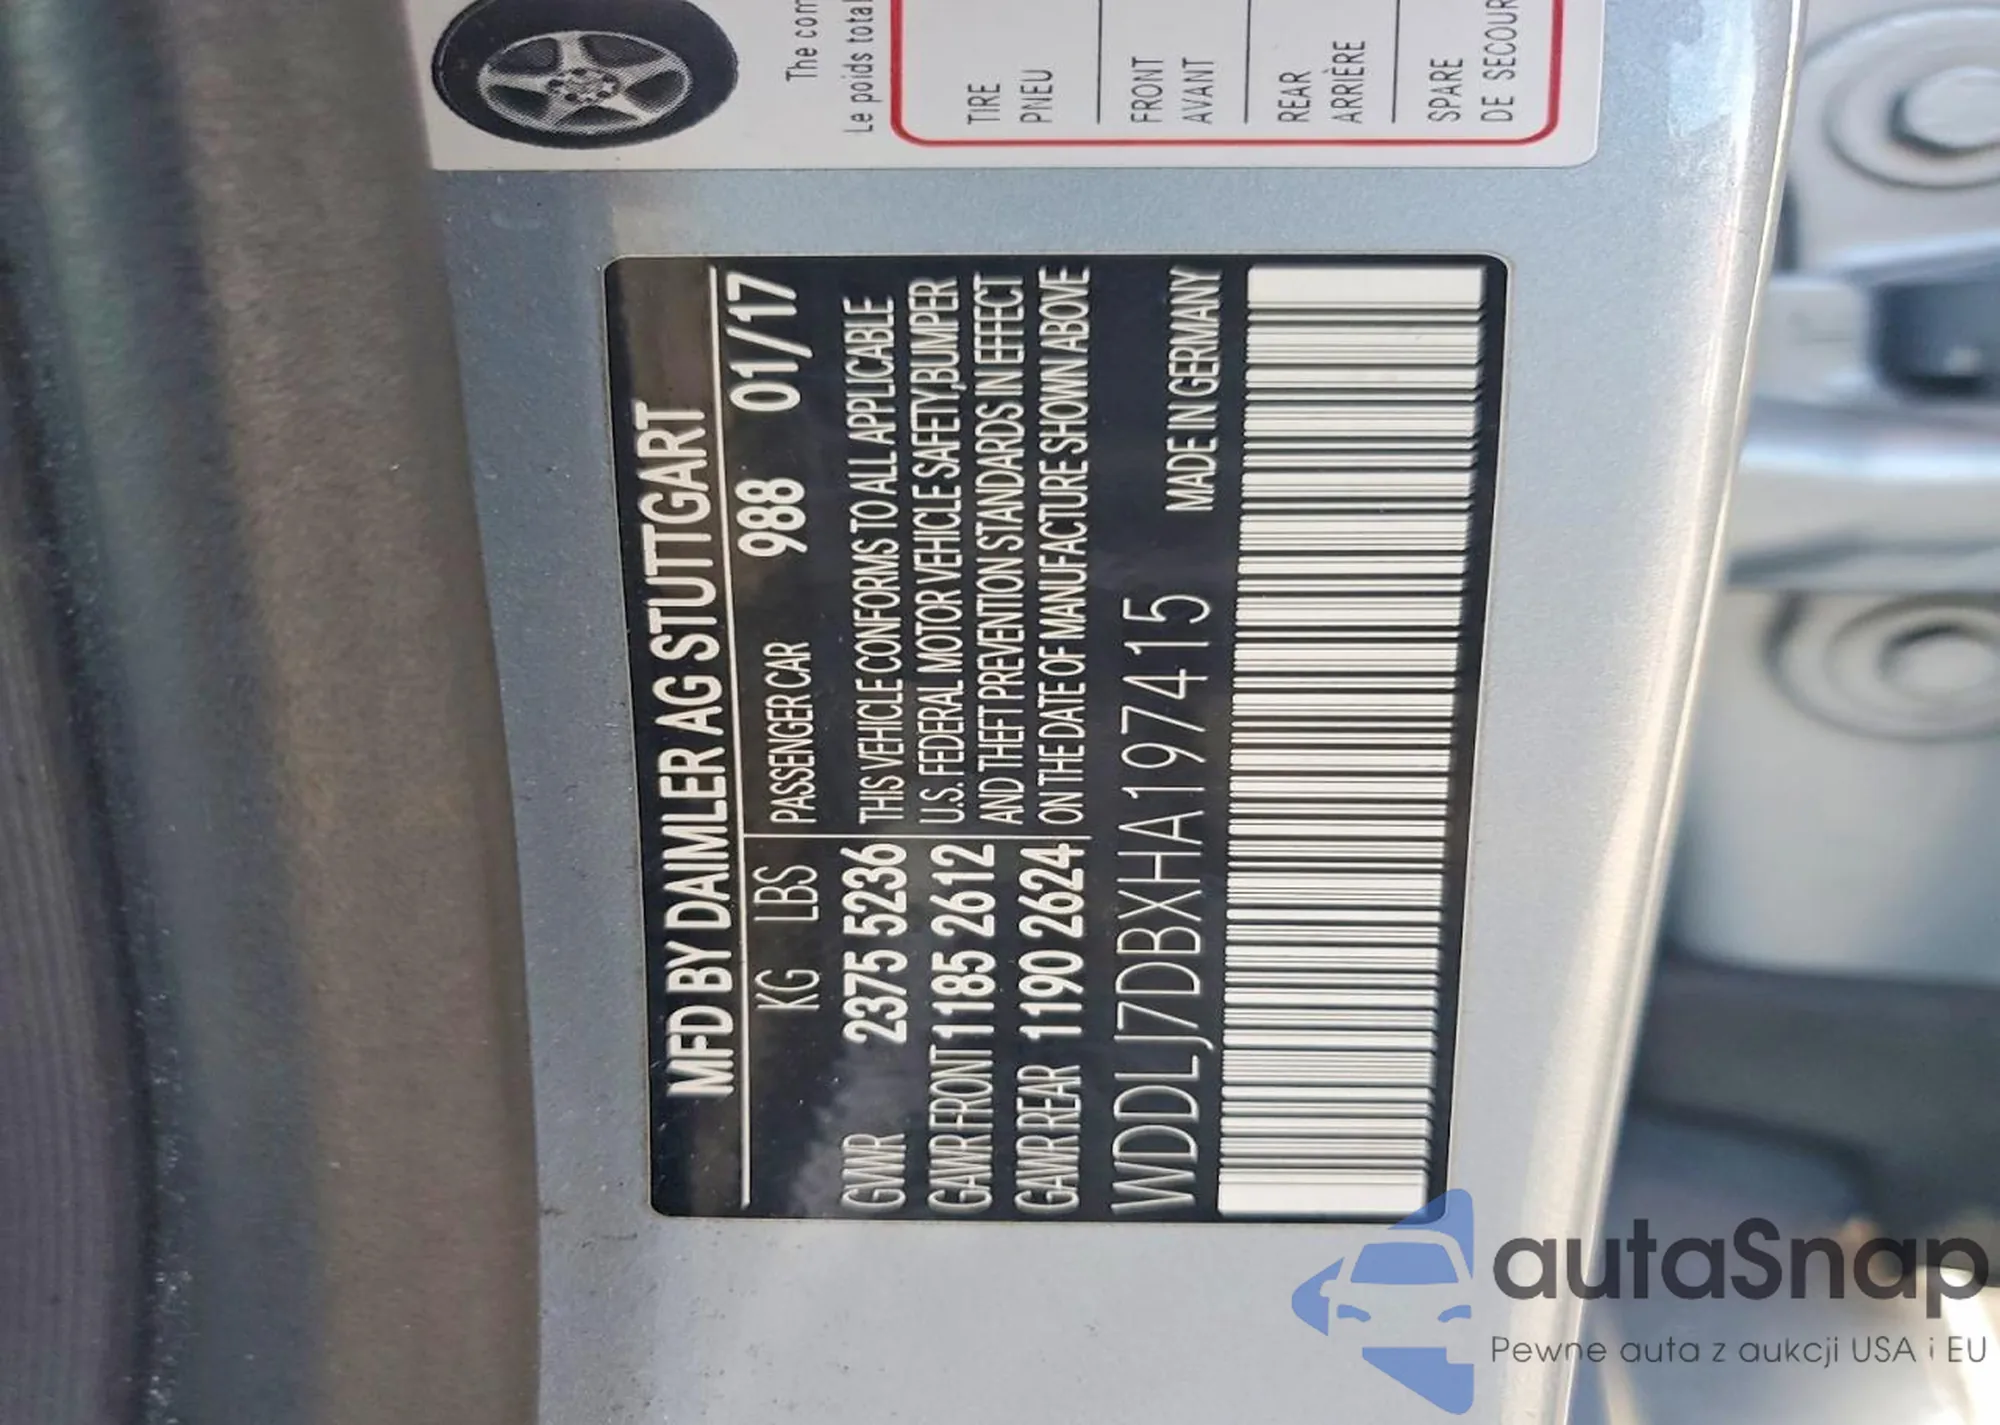 MFD BY DAIMLER AG STUTTGART
KG LBS PASSENGER CAR 988 01/17
GWR 2375 5236 THIS VEHICLE CONFORMS TO ALL APPLICABLE
GAWR FRONT 1185 2612 U.S. FEDERAL MOTOR VEHICLE SAFETY, BUMPER
GAWR REAR 1190 2624 AND THEFT PREVENTION STANDARDS IN EFFECT
ON THE DATE OF MANUFACTURE SHOWN ABOVE
WDDLJ7DBXHA197415 MADE IN GERMANY
The com
Le poids total
TIRE
PNEU
FRONT
AVANT
REAR
ARRIÈRE
SPARE
DE SECOUR
autaSnap
Pewne auta z aukcji USA i EU